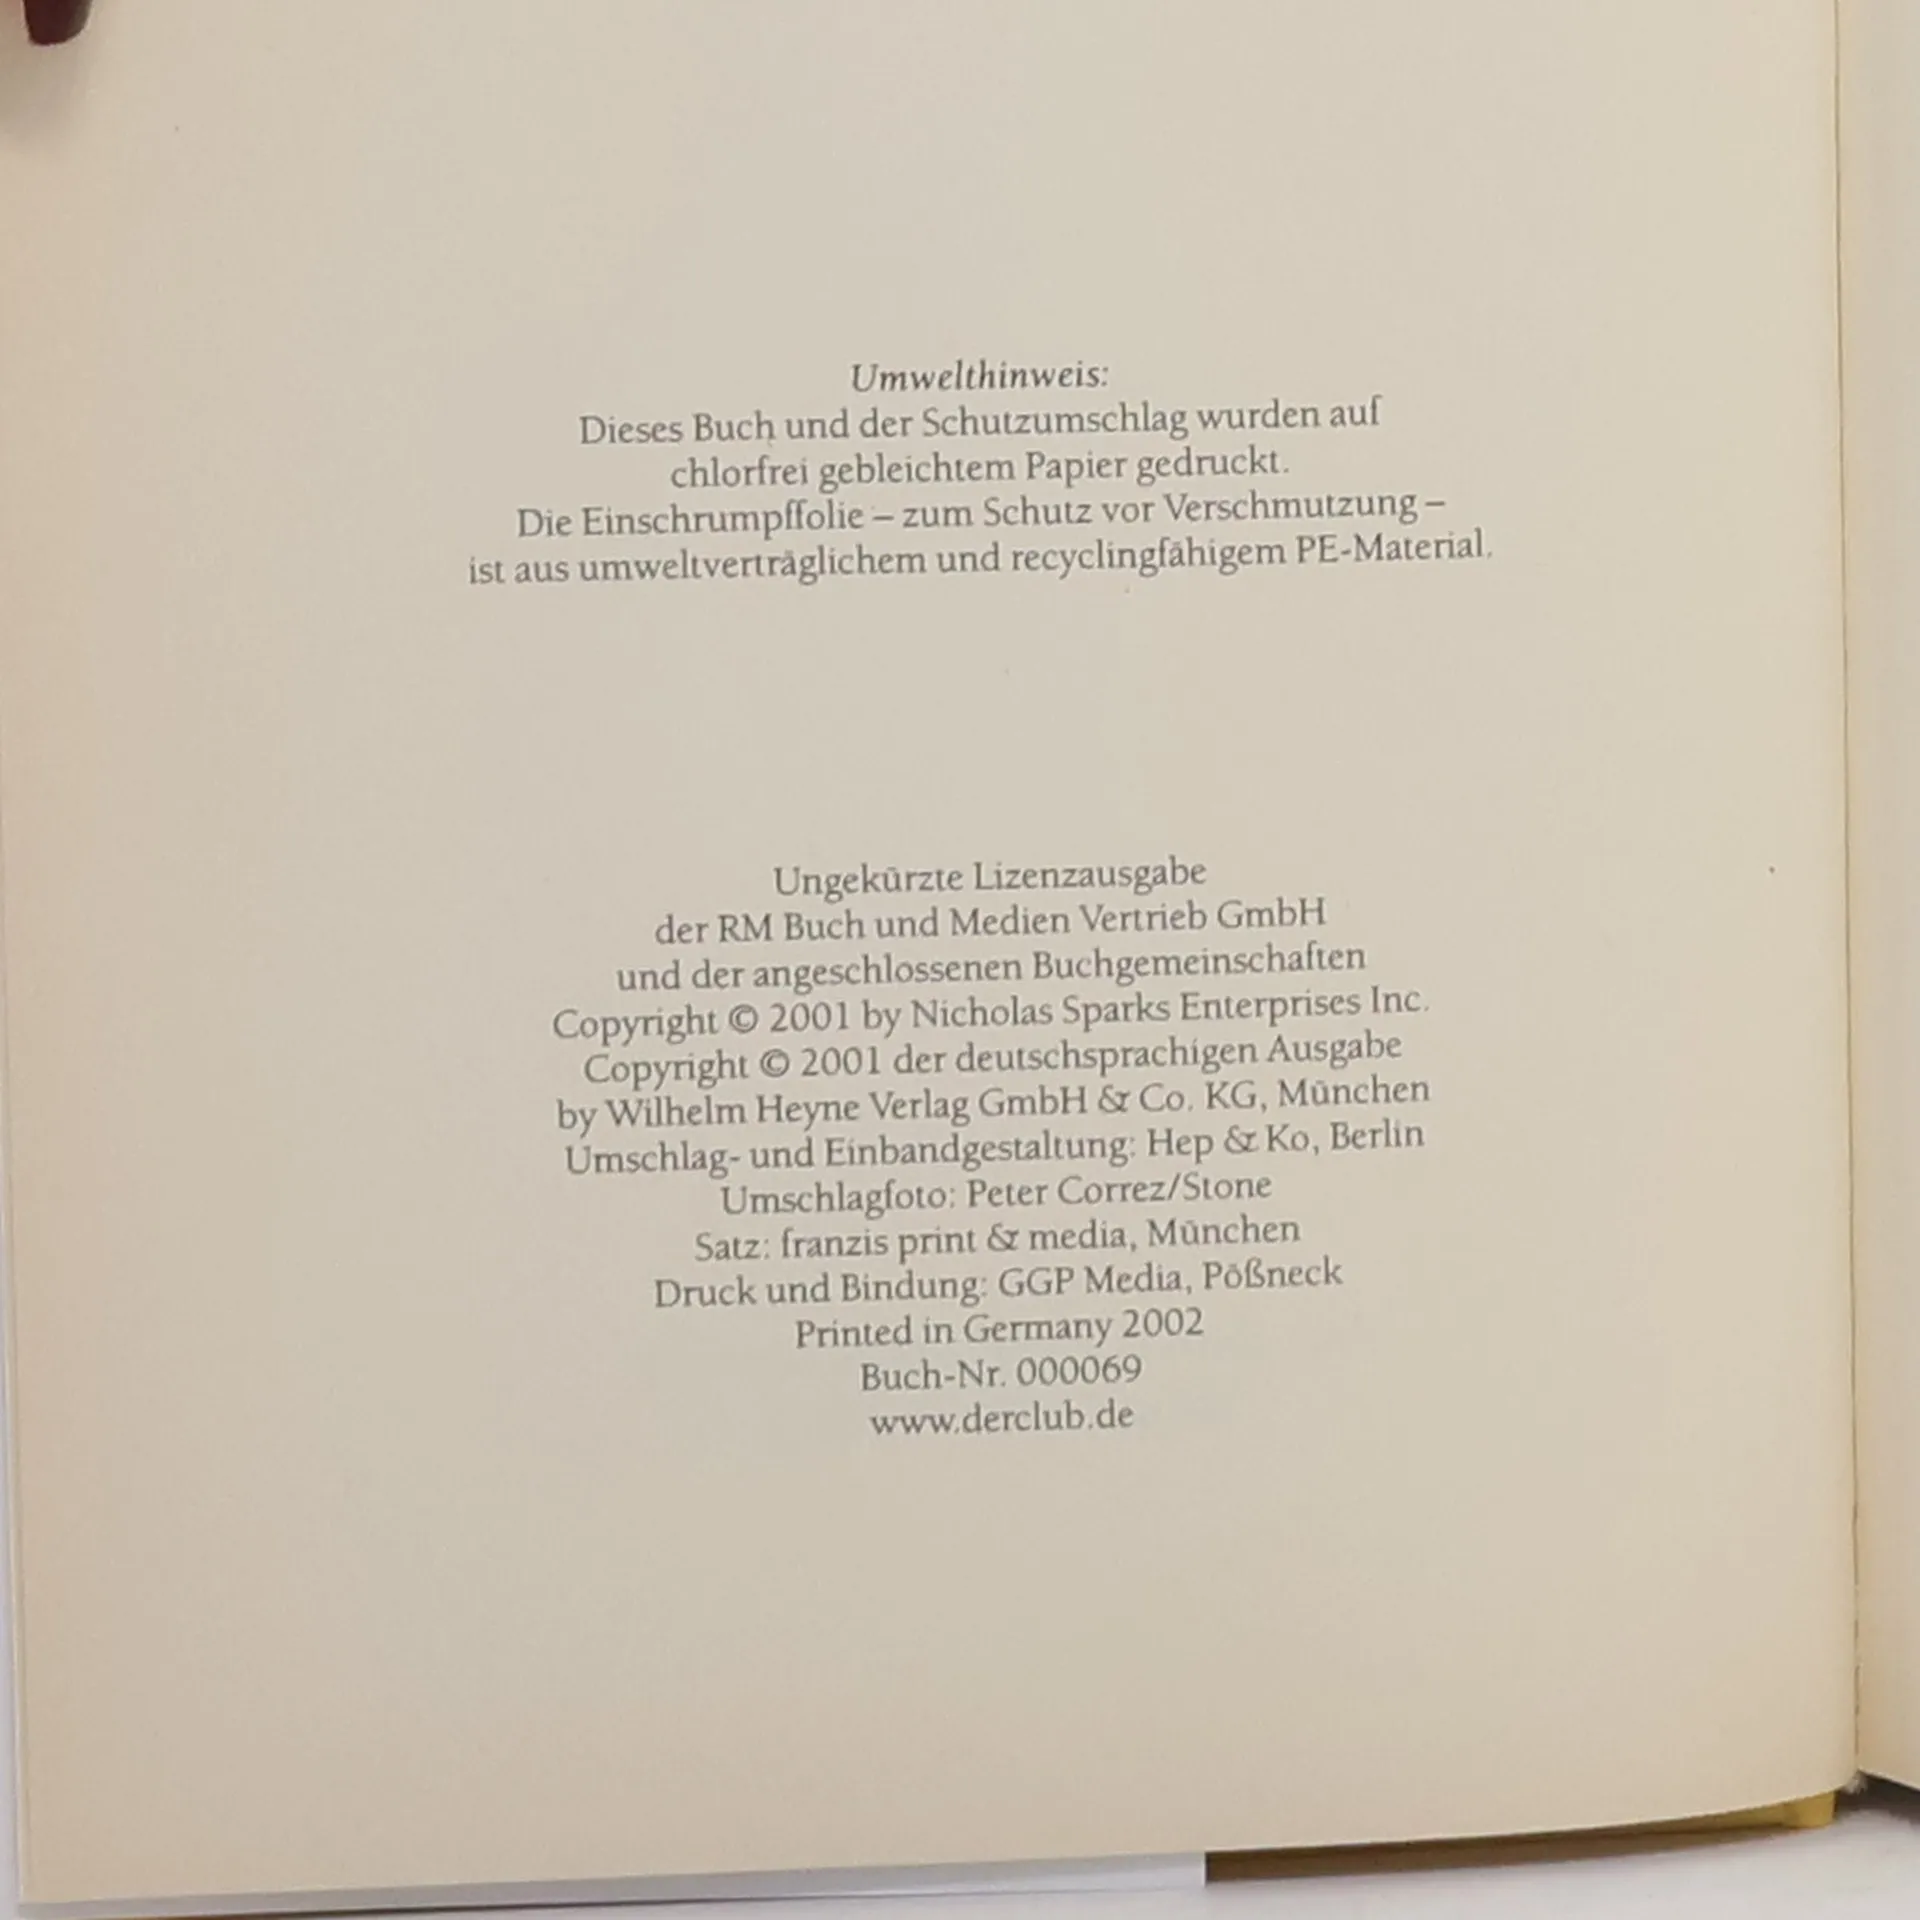 Umwelthinweis:
Dieses Buch und der Schutzumschlag wurden auf
chlorfrei gebleichtem Papier gedruckt.
Die Einschrumpffolie – zum Schutz vor Verschmutzung –
ist aus umweltverträglichem und recyclingfähigem PE-Material.
Ungekürzte Lizenzausgabe
der RM Buch und Medien Vertrieb GmbH
und der angeschlossenen Buchgemeinschaften
Copyright © 2001 by Nicholas Sparks Enterprises Inc.
Copyright © 2001 der deutschsprachigen Ausgabe
by Wilhelm Heyne Verlag GmbH & Co. KG, München
Umschlag- und Einbandgestaltung: Hep & Ko, Berlin
Umschlagfoto: Peter Correz/Stone
Satz: franzis print & media, München
Druck und Bindung: GGP Media, Pößneck
Printed in Germany 2002
Buch-Nr. 000069
www.derclub.de